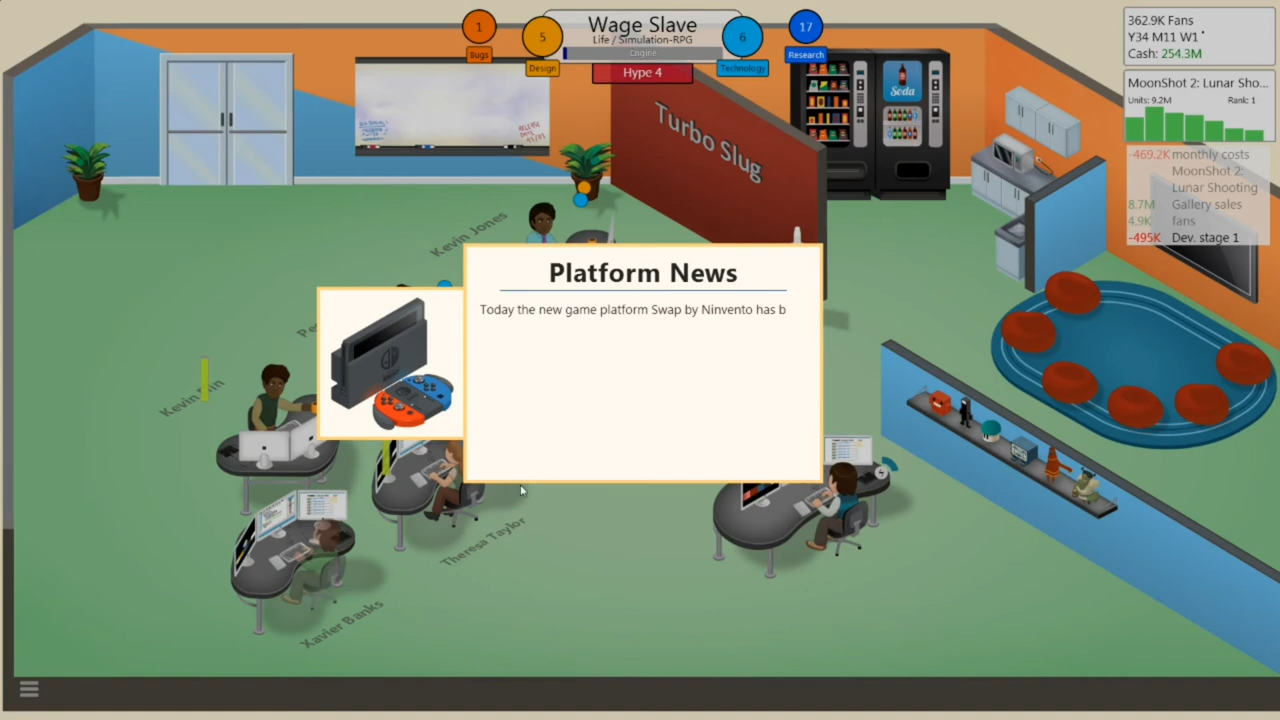 Wage Slave
Life / Simulation-RPG
Engine
1
Bugs
5
Design
6
Technology
17
Research
Hype 4
362.9K Fans
Y34 M11 W1
Cash: 254.3M
MoonShot 2: Lunar Sho...
Units: 9.2M
Rank: 1
-469.2K monthly costs
MoonShot 2:
Lunar Shooting
8.7M Gallery sales
4.9K fans
-495K Dev. stage 1
Soda
Turbo Slug
RELEASE
Kevin Jones
Platform News
Today the new game platform Swap by Ninvento has b
Kevin
Theresa Taylor
Xavier Banks